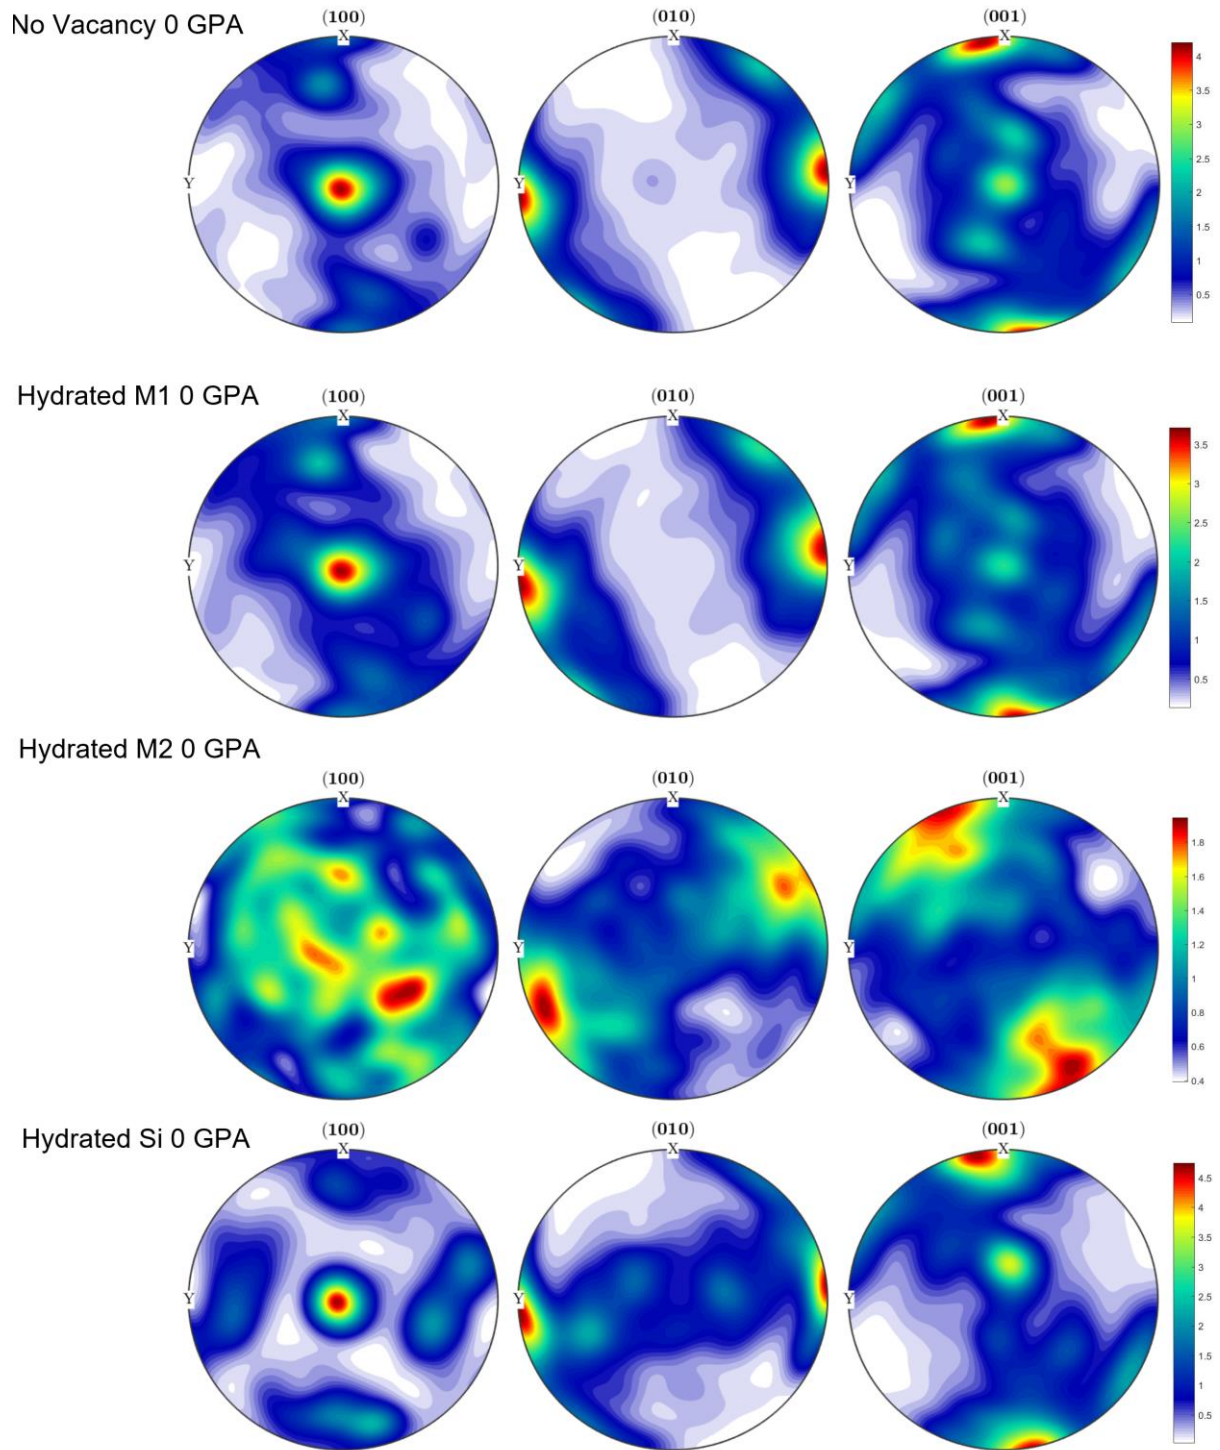 No Vacancy 0 GPA
(100) (010) (001)
X X X
Y Y Y
4
3.5
3
2.5
2
1.5
1
0.5
Hydrated M1 0 GPA
(100) (010) (001)
X X X
Y Y Y
3.5
3
2.5
2
1.5
1
0.5
Hydrated M2 0 GPA
(100) (010) (001)
X X X
Y Y Y
1.8
1.6
1.4
1.2
1
0.8
0.6
0.4
Hydrated Si 0 GPA
(100) (010) (001)
X X X
Y Y Y
4.5
4
3.5
3
2.5
2
1.5
1
0.5